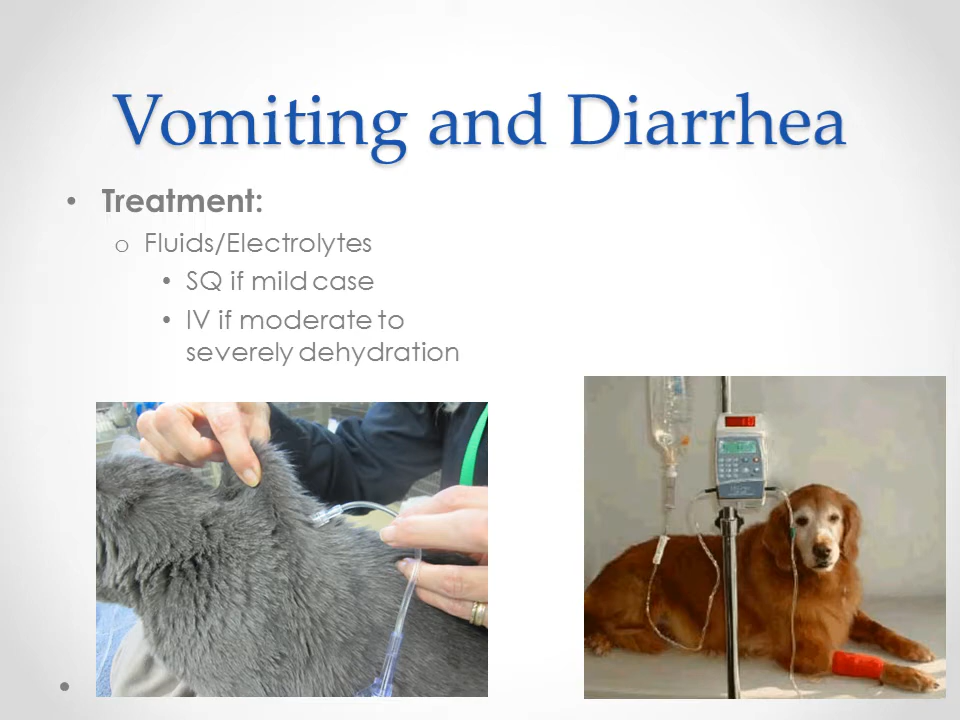 Vomiting and Diarrhea
• Treatment:
o Fluids/Electrolytes
• SQ if mild case
• IV if moderate to
severely dehydration
•